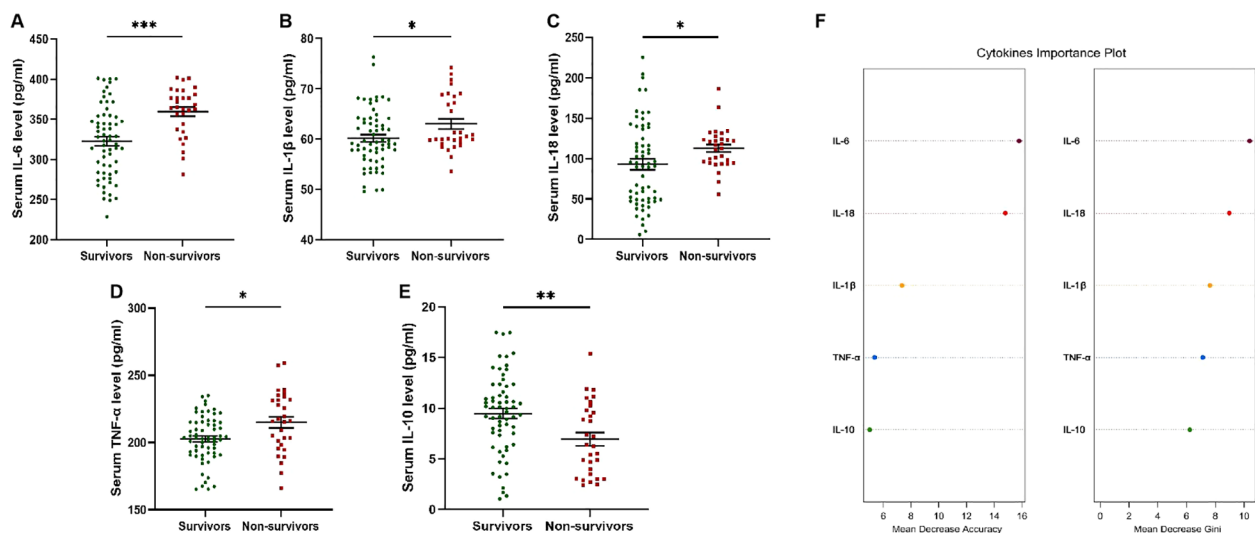 A
***
Serum IL-6 level (pg/ml)
450
400
350
300
250
200
Survivors Non-survivors
B
*
Serum IL-1β level (pg/ml)
80
70
60
50
40
Survivors Non-survivors
C
*
Serum IL-18 level (pg/ml)
250
200
150
100
50
0
Survivors Non-survivors
D
*
Serum TNF-α level (pg/ml)
300
250
200
150
Survivors Non-survivors
E
**
Serum IL-10 level (pg/ml)
20
15
10
5
0
Survivors Non-survivors
F
Cytokines Importance Plot
IL-6
IL-18
IL-1β
TNF-α
IL-10
6 8 10 12 14 16
Mean Decrease Accuracy
IL-6
IL-18
IL-1β
TNF-α
IL-10
0 2 4 6 8 10
Mean Decrease Gini